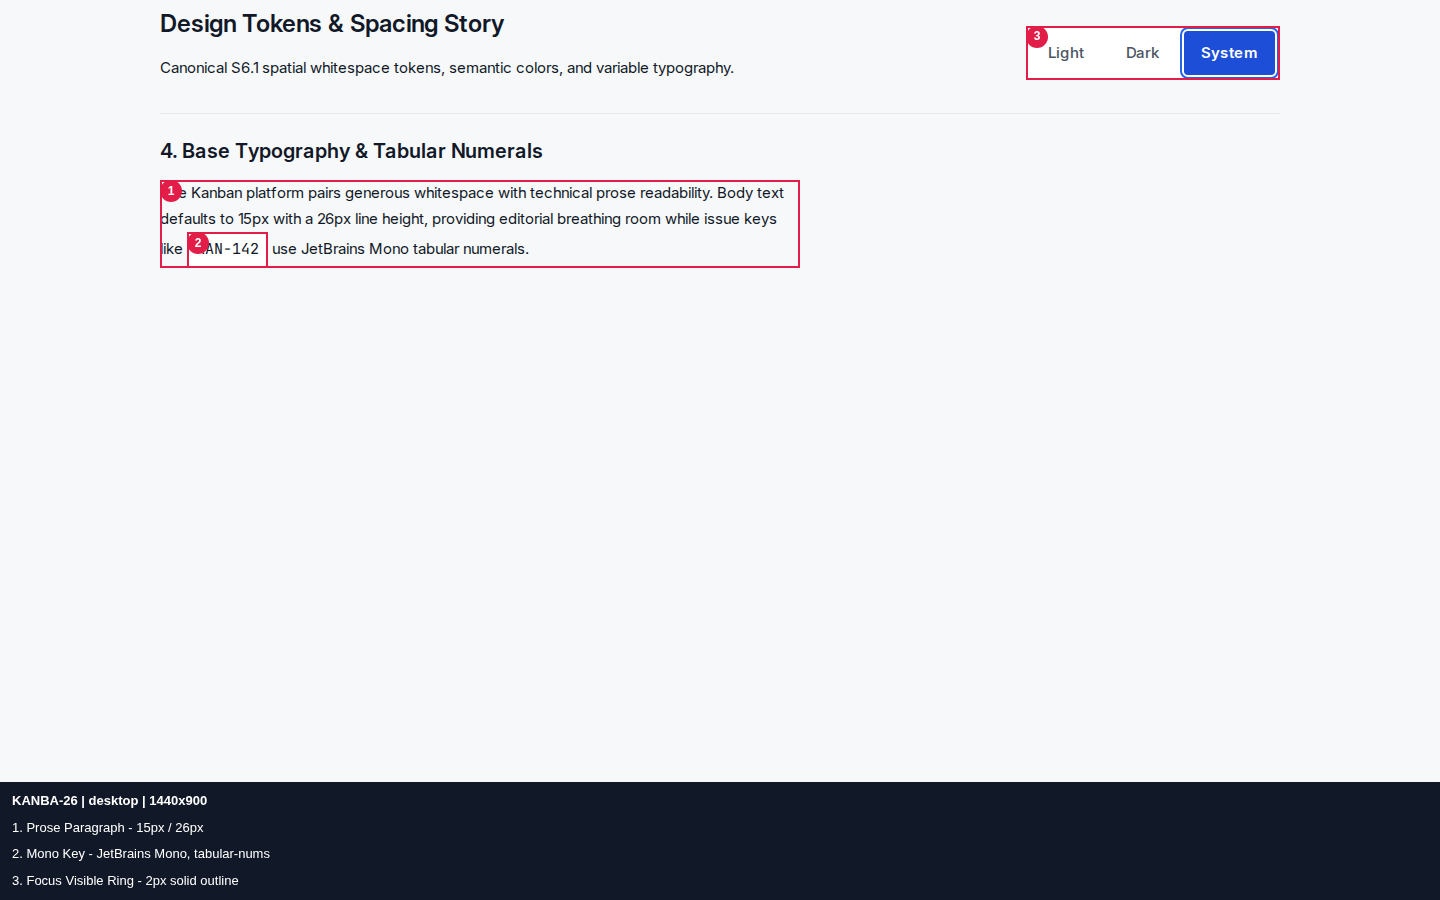 Design Tokens & Spacing Story
Canonical S6.1 spatial whitespace tokens, semantic colors, and variable typography.
3
Light Dark System
4. Base Typography & Tabular Numerals
1
Kanban platform pairs generous whitespace with technical prose readability. Body text
defaults to 15px with a 26px line height, providing editorial breathing room while issue keys
like 2 AN-142 use JetBrains Mono tabular numerals.
KANBA-26 | desktop | 1440x900
1. Prose Paragraph - 15px / 26px
2. Mono Key - JetBrains Mono, tabular-nums
3. Focus Visible Ring - 2px solid outline